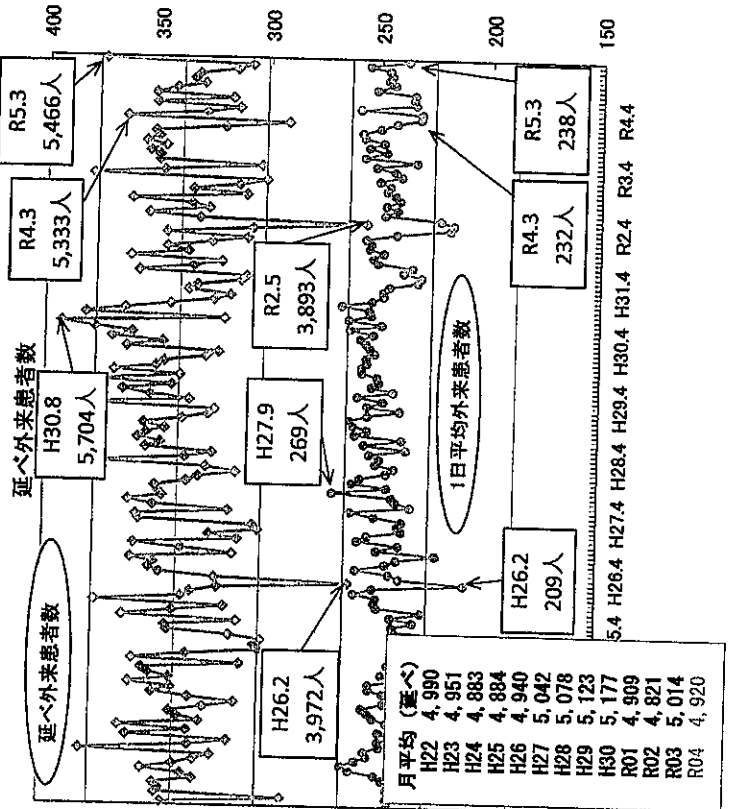 延べ外来患者数
延べ外来患者数
H30.8
5,704人
R4.3
5,333人
R5.3
5,466人
400
350
300
250
200
150
H26.2
3,972人
H27.9
269人
R2.5
3,893人
1日平均外来患者数
H26.2
209人
R4.3
232人
R5.3
238人
5.4 H26.4 H27.4 H28.4 H29.4 H30.4 H31.4 R2.4 R3.4 R4.4
月平均 (延べ)
H22 4,990
H23 4,951
H24 4,883
H25 4,884
H26 4,940
H27 5,042
H28 5,078
H29 5,123
H30 5,177
R01 4,909
R02 4,821
R03 5,014
R04 4,920